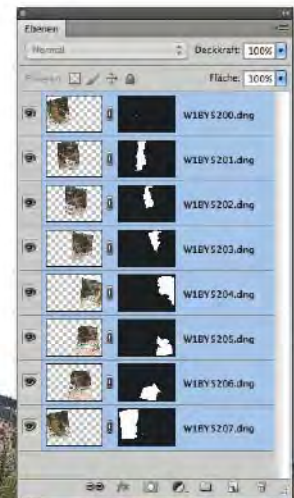 Ebenen
Normal
Deckkraft: 100%
Fläche: 100%
W1BY5200.dng
W1BY5201.dng
W1BY5202.dng
W1BY5203.dng
W1BY5204.dng
W1BY5205.dng
W1BY5206.dng
W1BY5207.dng
fx